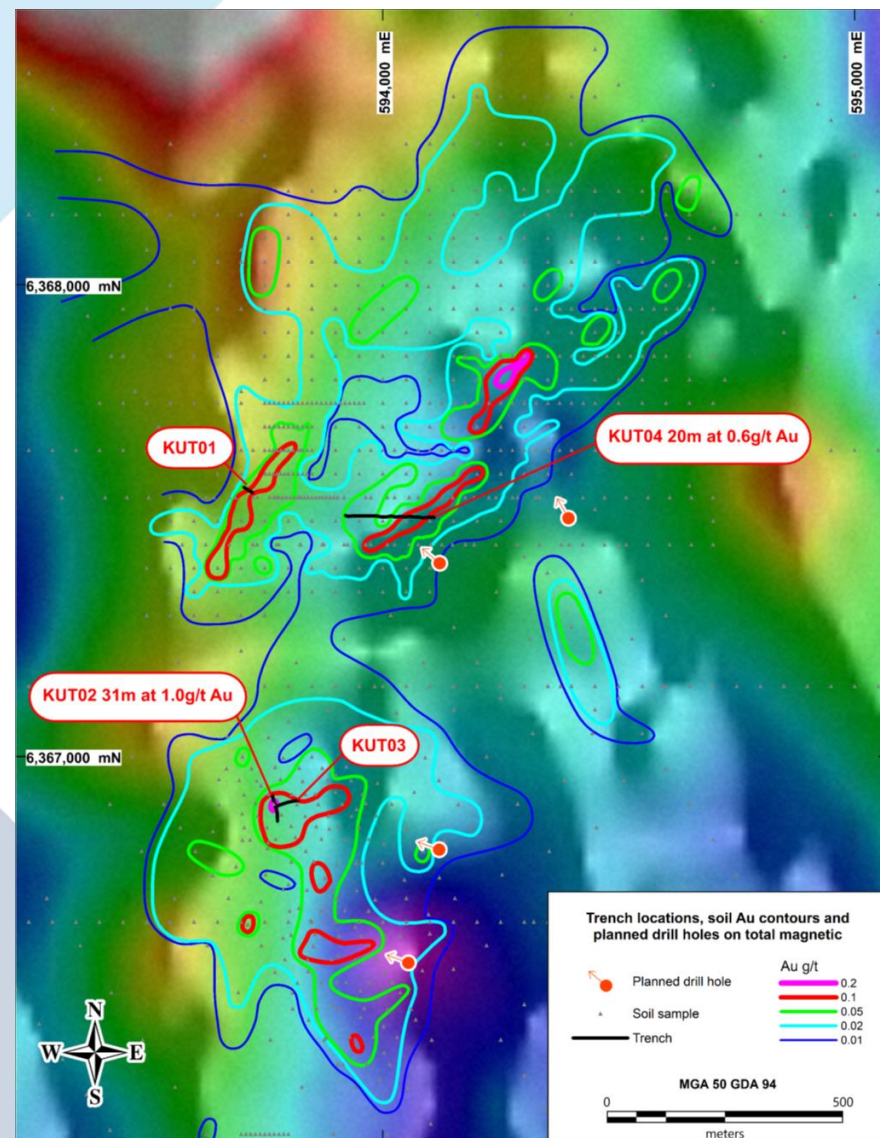 594,000 mE
595,000 mE
6,368,000 mN
KUT01
KUT04 20m at 0.6g/t Au
KUT02 31m at 1.0g/t Au
KUT03
6,367,000 mN
N
W
E
S
Trench locations, soil Au contours and
planned drill holes on total magnetic
Planned drill hole
Soil sample
Trench
Au g/t
0.2
0.1
0.05
0.02
0.01
MGA 50 GDA 94
0
500
meters